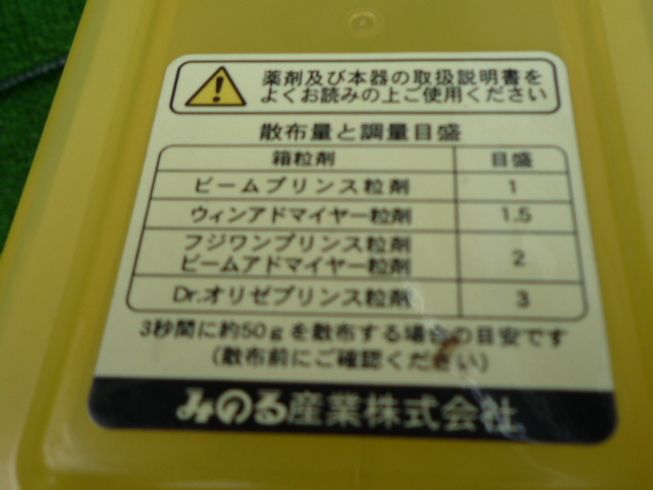 薬剤及び本器の取扱説明書を
よくお読みの上ご使用ください
散布量と調量目盛
箱粒剤 目盛
ビームプリンス粒剤 1
ウィンアドマイヤー粒剤 1.5
フジワンプリンス粒剤
ビームアドマイヤー粒剤 2
Dr.オリゼプリンス粒剤 3
3秒間に約50gを散布する場合の目安です
(散布前にご確認ください)
みのる産業株式会社